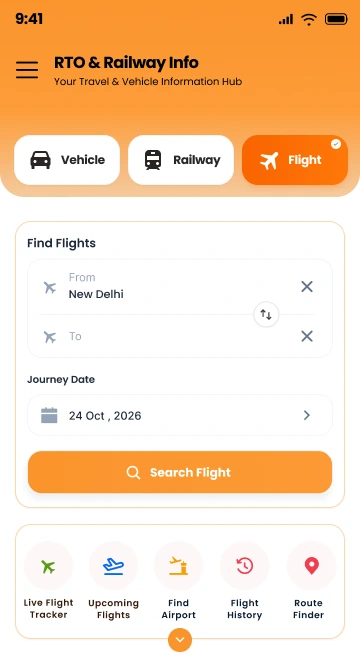 9:41
RTO & Railway Info
Your Travel & Vehicle Information Hub
Vehicle
Railway
Flight
Find Flights
From
New Delhi
To
Journey Date
24 Oct , 2026
Search Flight
Live Flight
Tracker
Upcoming
Flights
Find
Airport
Flight
History
Route
Finder